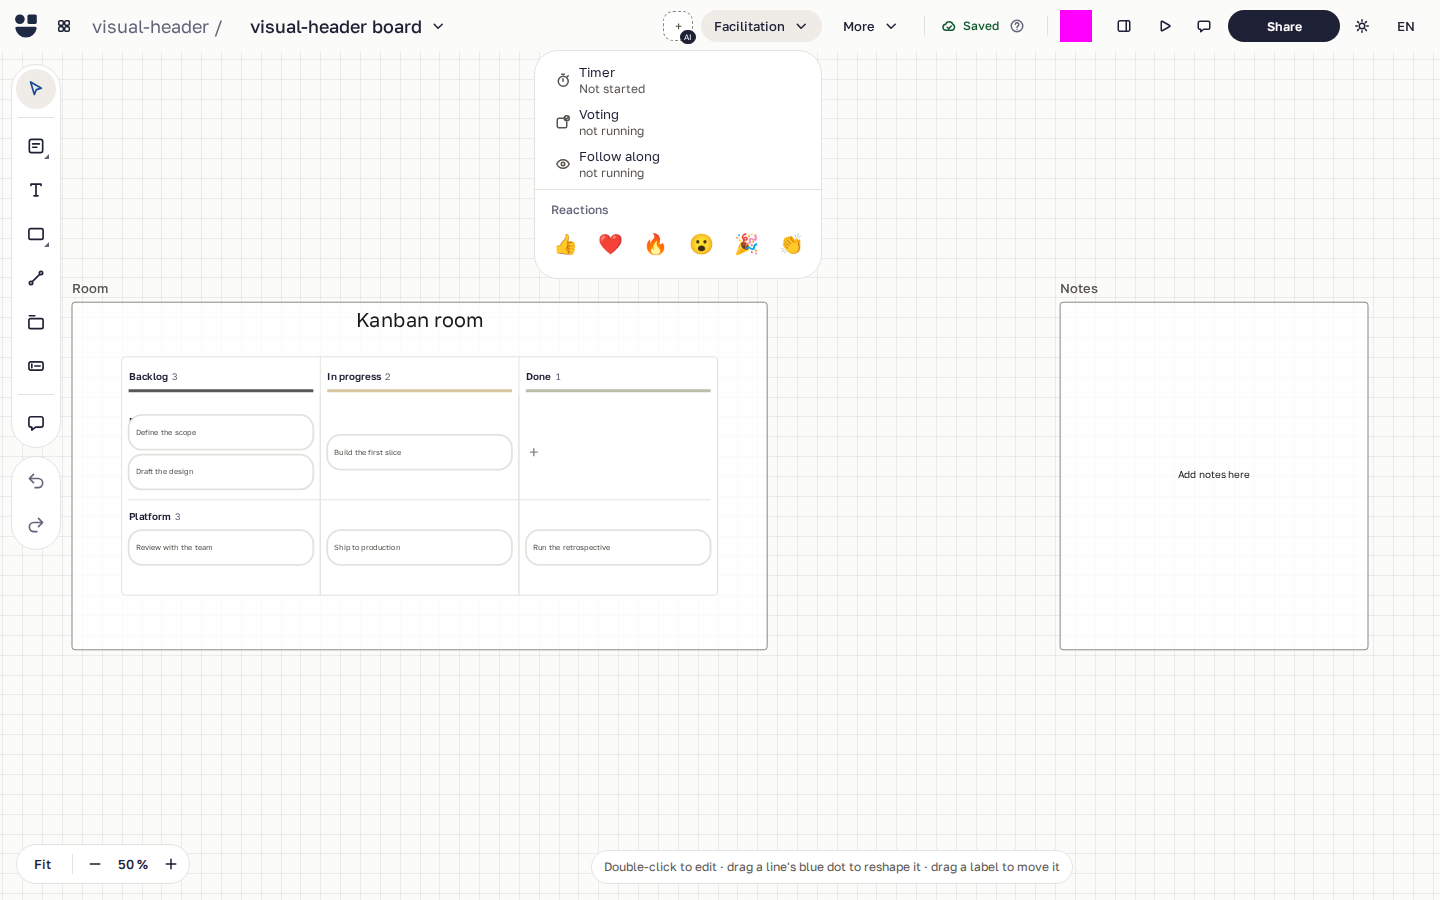 visual-header /
visual-header board
+
AI
Facilitation
More
Saved
Share
EN
Timer
Not started
Voting
not running
Follow along
not running
Reactions
Room
Notes
Kanban room
Backlog 3
In progress 2
Done 1
Define the scope
Build the first slice
+
Draft the design
Add notes here
Platform 3
Review with the team
Ship to production
Run the retrospective
Fit
50 %
Double-click to edit · drag a line's blue dot to reshape it · drag a label to move it